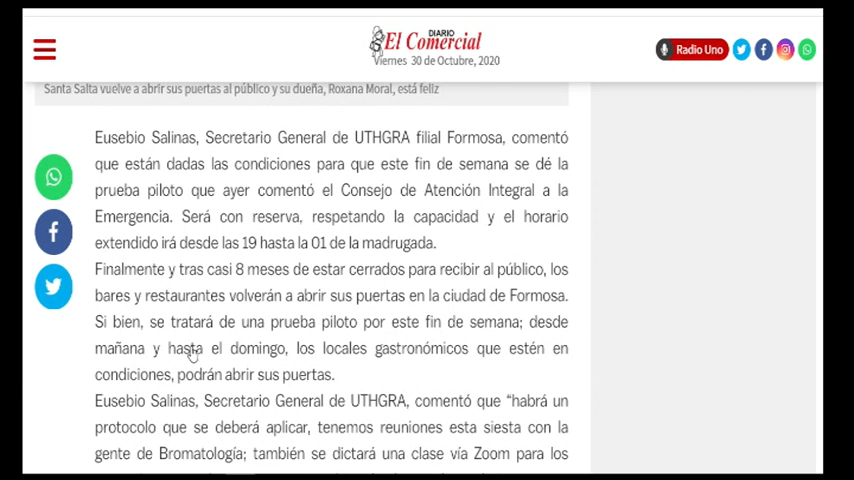 DIARIO
El Comercial
Viernes 30 de Octubre, 2020
Radio Uno
Santa Salta vuelve a abrir sus puertas al público y su dueña, Roxana Moral, está feliz
Eusebio Salinas, Secretario General de UTHGRA filial Formosa, comentó
que están dadas las condiciones para que este fin de semana se dé la
prueba piloto que ayer comentó el Consejo de Atención Integral a la
Emergencia. Será con reserva, respetando la capacidad y el horario
extendido irá desde las 19 hasta la 01 de la madrugada.
Finalmente y tras casi 8 meses de estar cerrados para recibir al público, los
bares y restaurantes volverán a abrir sus puertas en la ciudad de Formosa.
Si bien, se tratará de una prueba piloto por este fin de semana; desde
mañana y hasta el domingo, los locales gastronómicos que estén en
condiciones, podrán abrir sus puertas.
Eusebio Salinas, Secretario General de UTHGRA, comentó que “habrá un
protocolo que se deberá aplicar, tenemos reuniones esta siesta con la
gente de Bromatología; también se dictará una clase vía Zoom para los